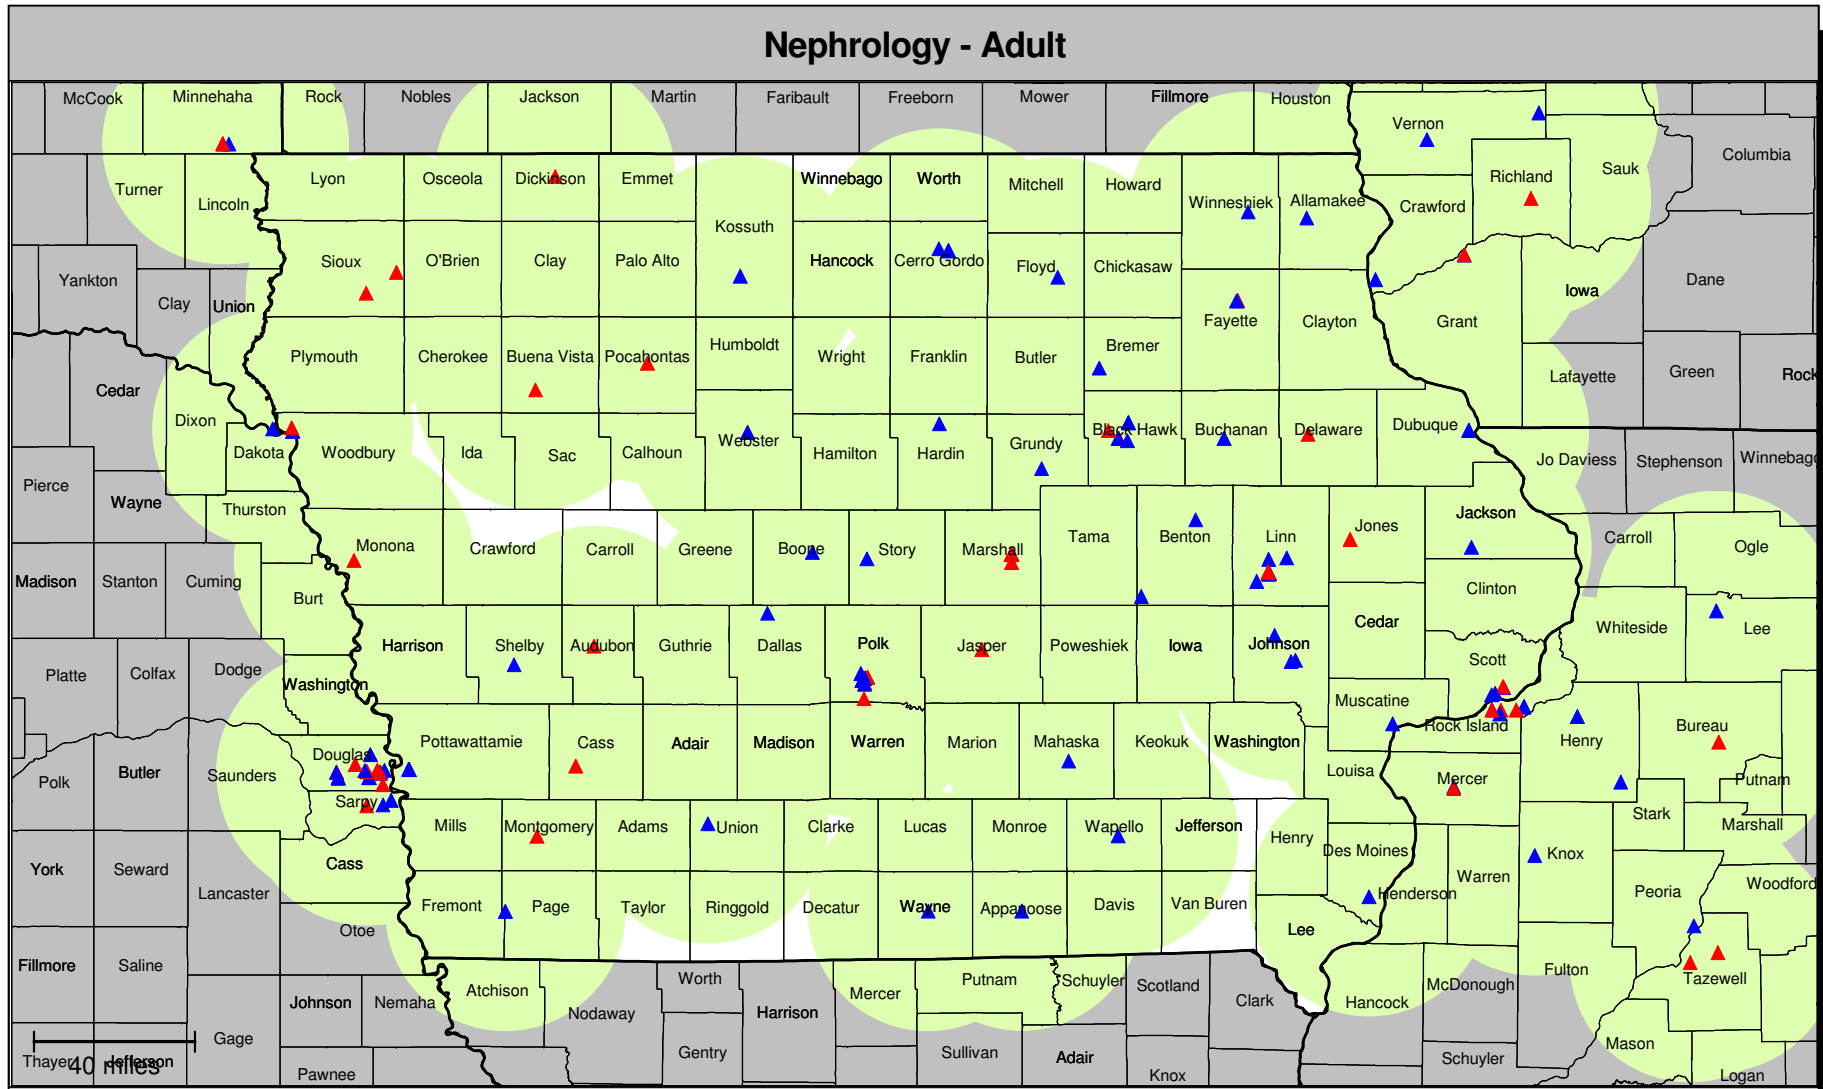 Nephrology - Adult
McCook Minnehaha Rock Nobles Jackson Martin Faribault Freeborn Mower Fillmore Houston
Vernon
Columbia
Sauk
Turner Lincoln Lyon Osceola Dickinson Emmet Winnebago Worth Mitchell Howard Winneshiek Allamakee Crawford Richland
Kossuth
Yankton Clay Union Sioux O'Brien Clay Palo Alto Hancock Cerro Gordo Floyd Chickasaw Iowa Dane
Fayette Clayton Grant
Cedar Plymouth Cherokee Buena Vista Pocahontas Humboldt Wright Franklin Butler Bremer Lafayette Green Rock
Dixon
Dakota Woodbury Ida Sac Calhoun Webster Hamilton Hardin Grundy Black Hawk Buchanan Delaware Dubuque Jo Daviess Stephenson Winnebago
Pierce Wayne Thurston
Monona Crawford Carroll Greene Boone Story Marshall Tama Benton Linn Jones Jackson Carroll Ogle
Madison Stanton Cuming Burt Clinton
Harrison Shelby Audubon Guthrie Dallas Polk Jasper Poweshiek Iowa Johnson Cedar Scott Whiteside Lee
Platte Colfax Dodge Washington
Muscatine Rock Island Henry Bureau
Polk Butler Saunders Douglas Pottawattamie Cass Adair Madison Warren Marion Mahaska Keokuk Washington Louisa Mercer Putnam
Sarpy
Mills Montgomery Adams Union Clarke Lucas Monroe Wapello Jefferson Henry Des Moines Stark Marshall
York Seward Cass Lancaster Warren Knox Peoria Woodford
Fremont Page Taylor Ringgold Decatur Wayne Appanoose Davis Van Buren Henderson
Otoe Lee
Fillmore Saline Atchison Worth Mercer Putnam Schuyler Scotland Clark Hancock McDonough Fulton Tazewell
Johnson Nemaha Nodaway Harrison
Gage Gentry Sullivan Adair Schuyler Mason
Thayer Jefferson Pawnee Knox Logan
40 miles